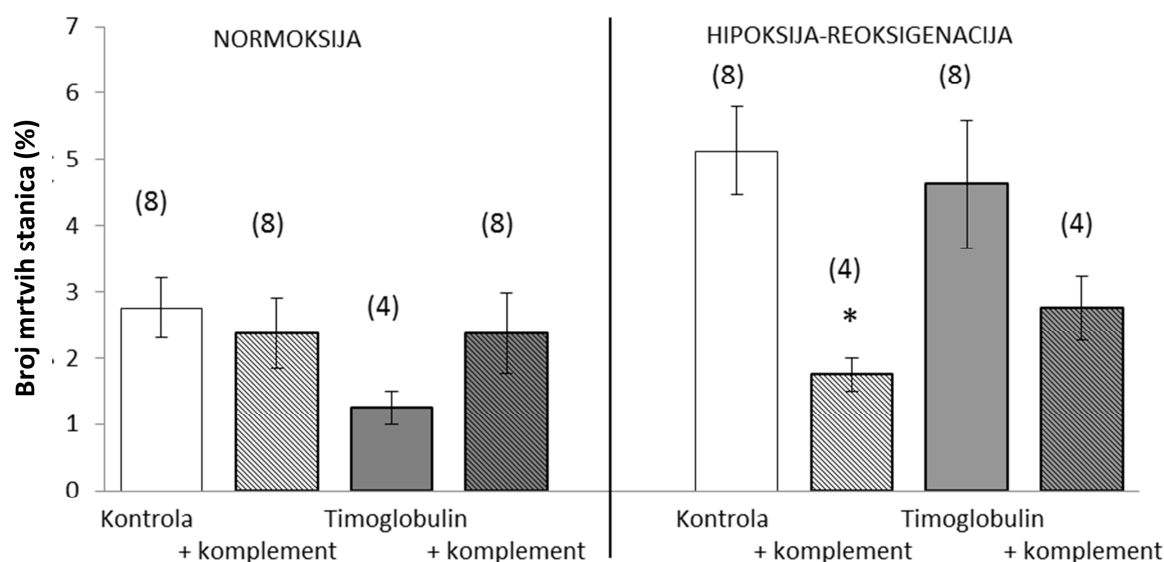 Broj mrtvih stanica (%)
7
6
5
4
3
2
1
0
NORMOKSIJA
(8)
(8)
(4)
(8)
Kontrola
+ komplement
Timoglobulin
+ komplement
HIPOKSIJA-REOKSIGENACIJA
(8)
(4)
*
(8)
(4)
Kontrola
+ komplement
Timoglobulin
+ komplement